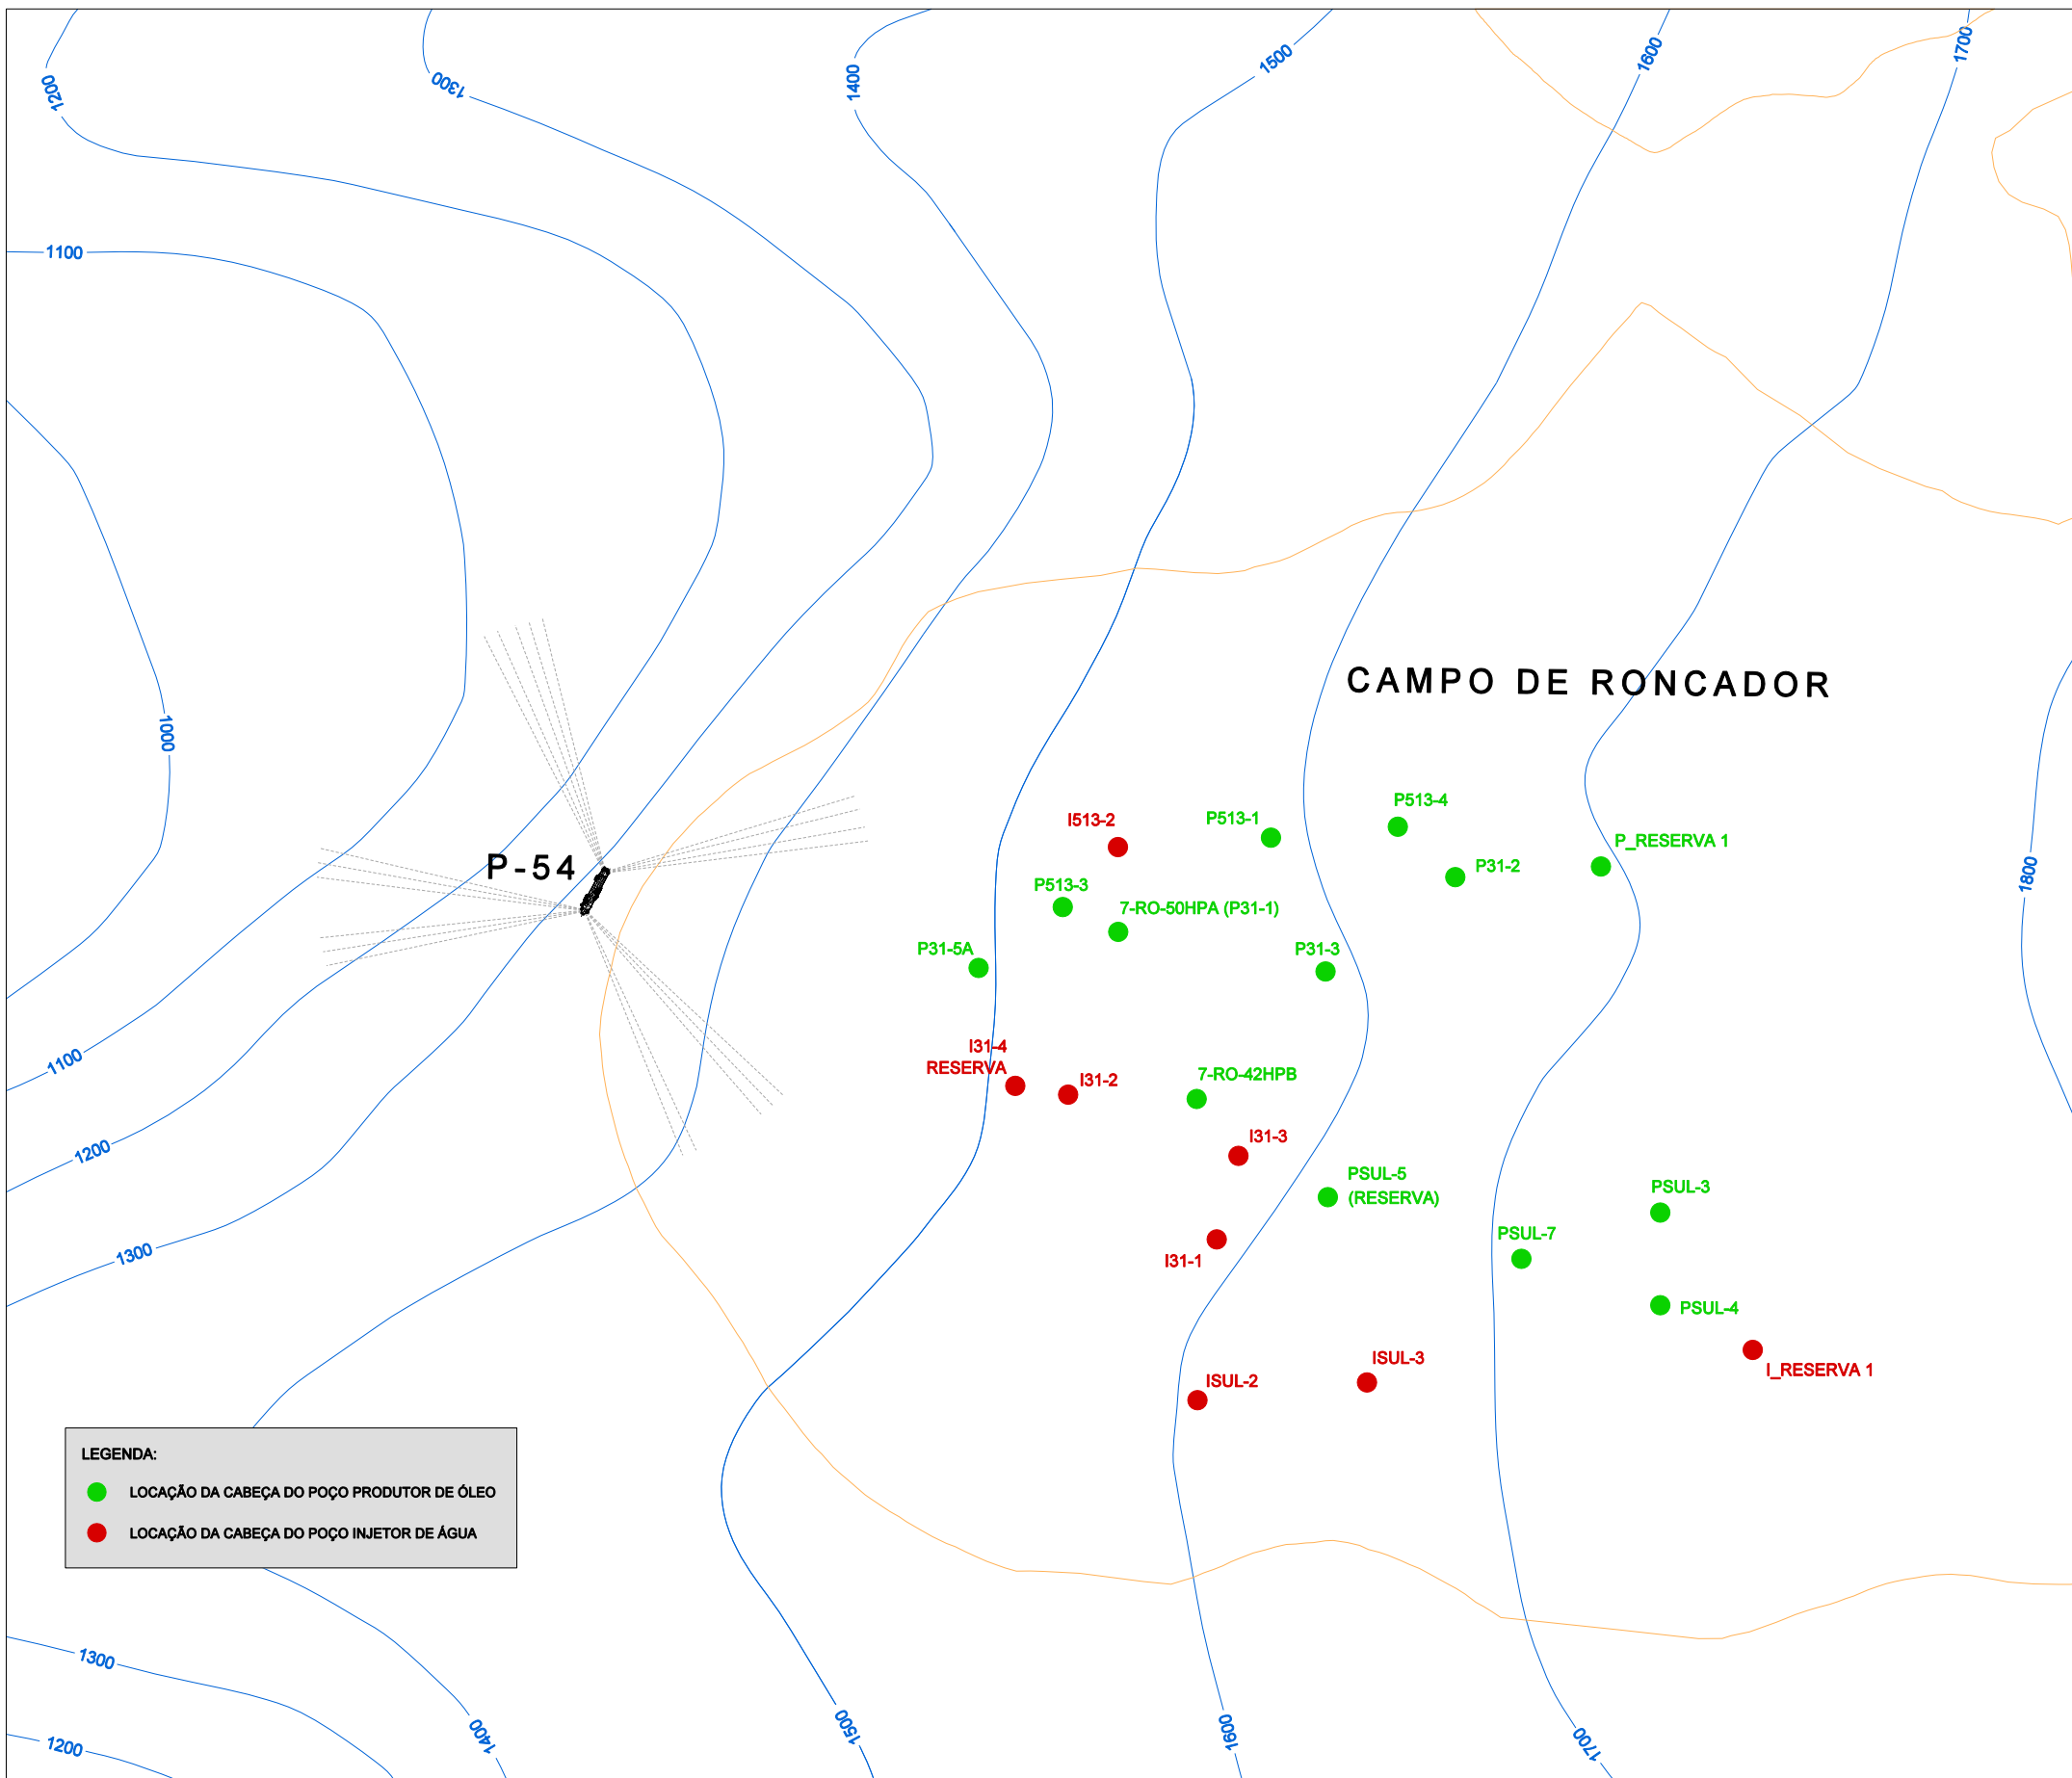 1200
1300
1400
1500
1600
1700
1100
CAMPO DE RONCADOR
1000
P513-4
I513-2
P513-1
P_RESERVA 1
P-54
P31-2
1800
P513-3
7-RO-50HPA (P31-1)
P31-5A
P31-3
I31-4
RESERVA
1100
I31-2
7-RO-42HPB
I31-3
1200
PSUL-5
(RESERVA)
PSUL-3
PSUL-7
1300
I31-1
PSUL-4
ISUL-3
I_RESERVA 1
ISUL-2
LEGENDA:
LOCAÇÃO DA CABEÇA DO POÇO PRODUTOR DE ÓLEO
LOCAÇÃO DA CABEÇA DO POÇO INJETOR DE ÁGUA
1300
1200
1400
1500
1600
1700